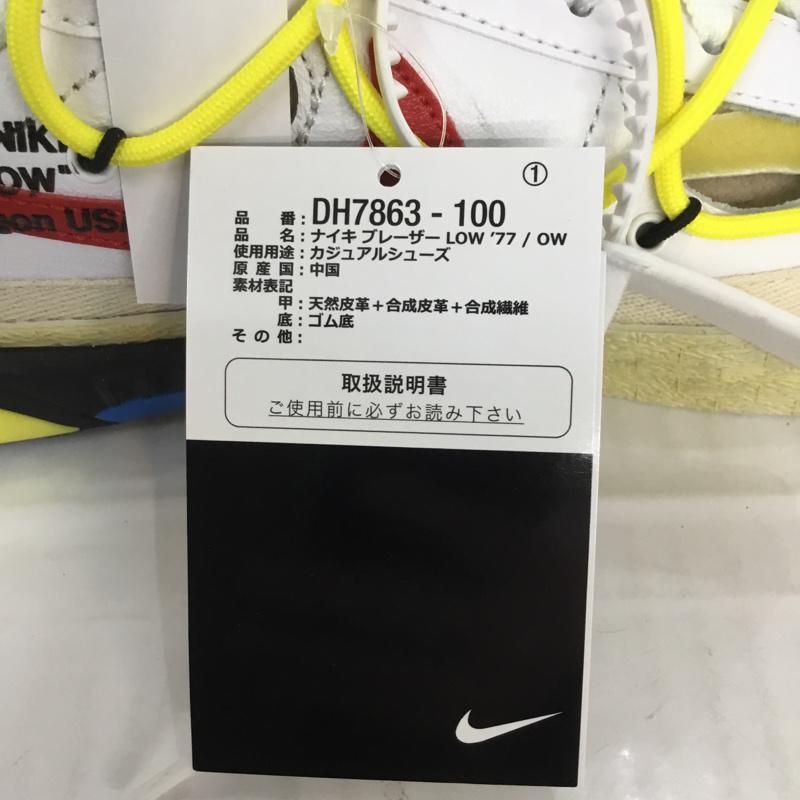 ①
品 番：DH7863 - 100
品 名：ナイキ ブレーザー LOW '77 / OW
使用用途：カジュアルシューズ
原 産 国：中国
素材表記
甲：天然皮革＋合成皮革＋合成繊維
底：ゴム底
そ の 他：
取扱説明書
ご使用前に必ずお読み下さい
OW"
USA